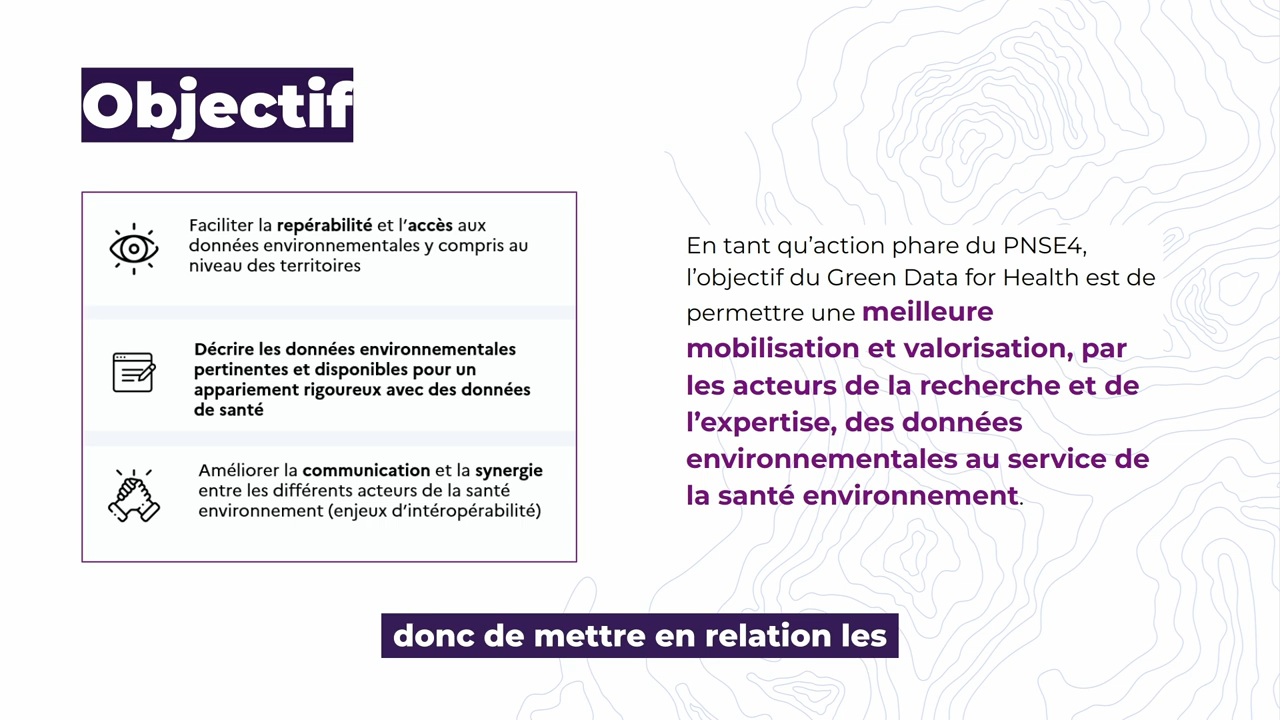 Objectif
Faciliter la repérabilité et l'accès aux
données environnementales y compris au
niveau des territoires
Décrire les données environnementales
pertinentes et disponibles pour un
appariement rigoureux avec des données
de santé
Améliorer la communication et la synergie
entre les différents acteurs de la santé
environnement (enjeux d'intéropérabilité)
En tant qu'action phare du PNSE4,
l'objectif du Green Data for Health est de
permettre une meilleure
mobilisation et valorisation, par
les acteurs de la recherche et de
l'expertise, des données
environnementales au service de
la santé environnement.
donc de mettre en relation les